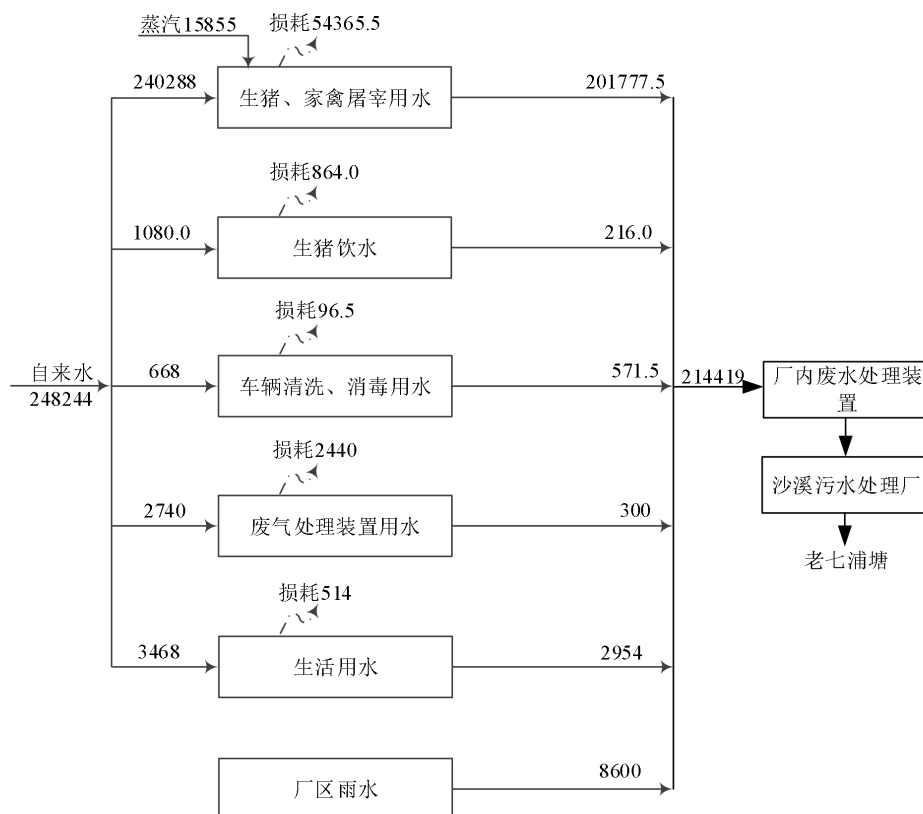 蒸汽15855
损耗54365.5
240288
生猪、家禽屠宰用水
201777.5
损耗864.0
1080.0
生猪饮水
216.0
损耗96.5
自来水
248244
668
车辆清洗、消毒用水
571.5
214419
厂内废水处理装
置
损耗2440
2740
废气处理装置用水
300
沙溪污水处理厂
老七浦塘
损耗514
3468
生活用水
2954
厂区雨水
8600